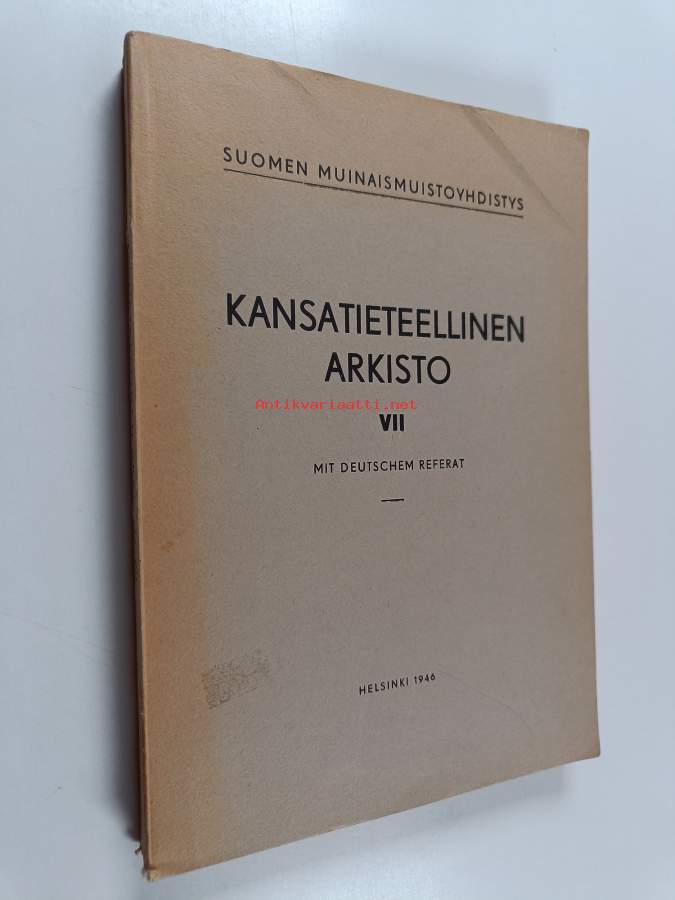 SUOMEN MUINAISMUISTOYHDISTYS
KANSATIETEELLINEN
ARKISTO
Antikvariaatti.net
VII
MIT DEUTSCHEM REFERAT
HELSINKI 1946